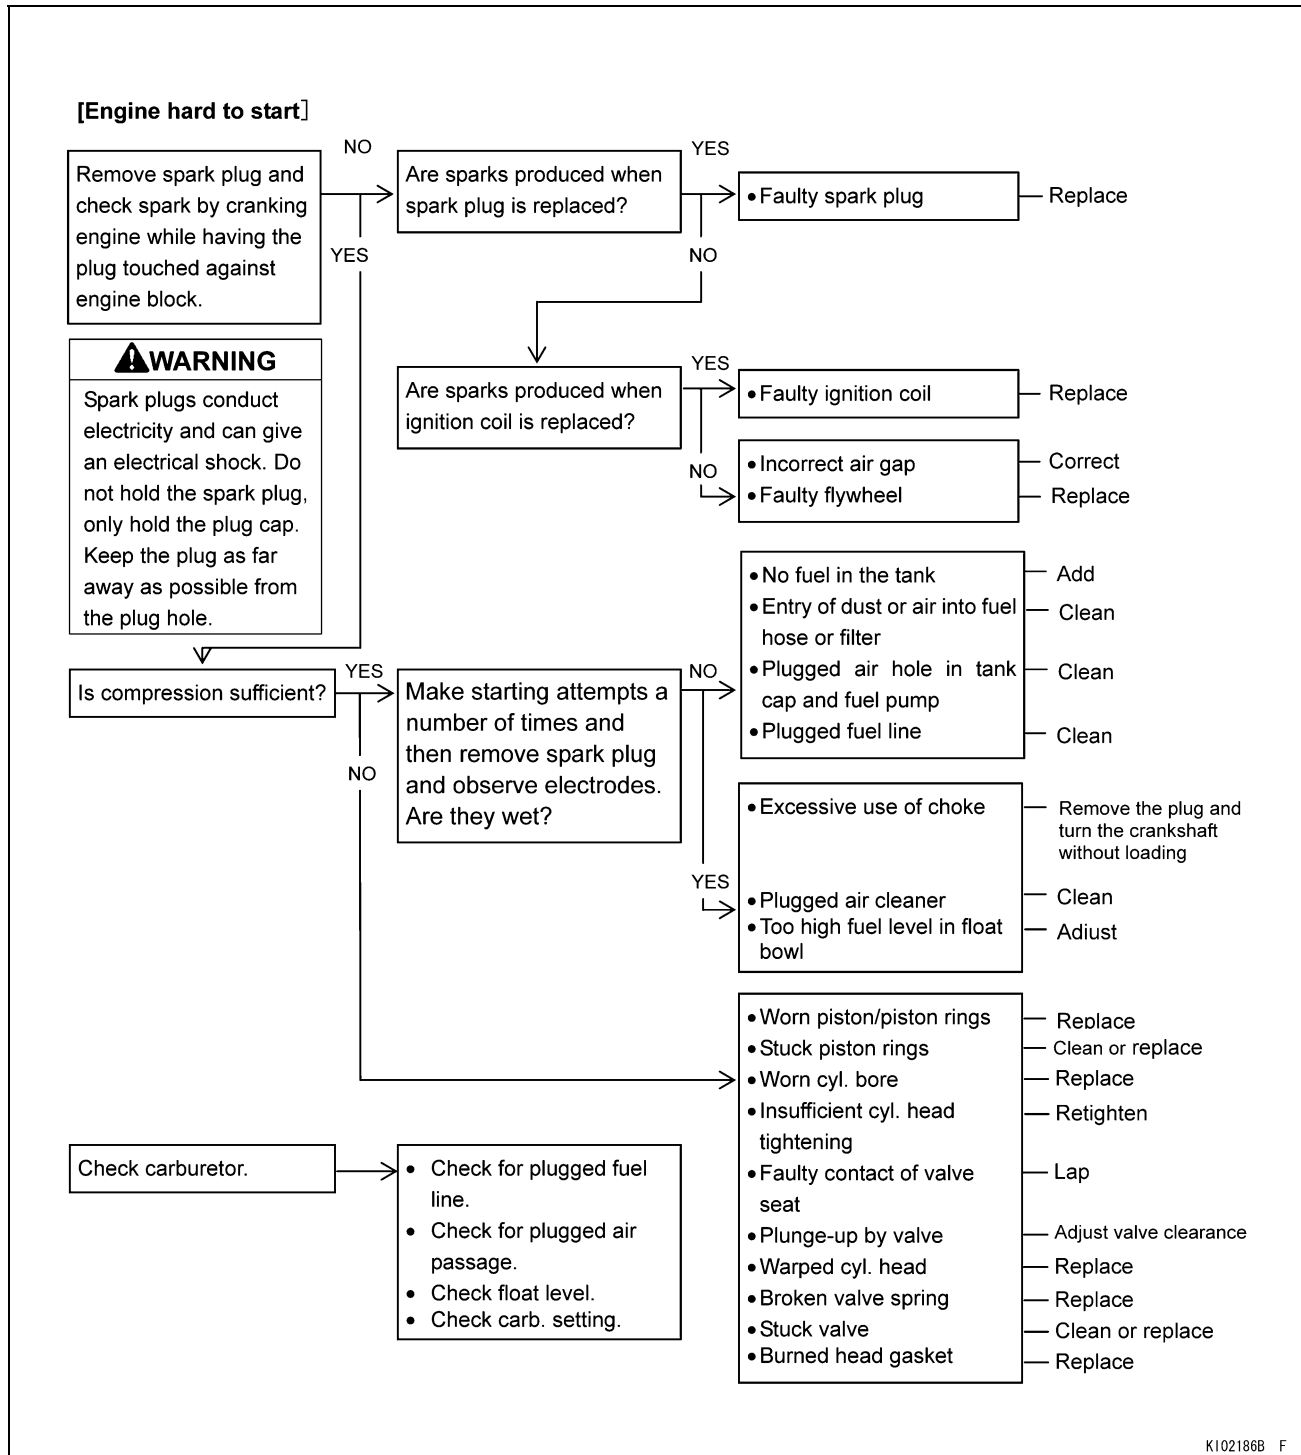 [Engine hard to start]
Remove spark plug and
check spark by cranking
engine while having the
plug touched against
engine block.
NO
YES
Are sparks produced when
spark plug is replaced?
YES
NO
•Faulty spark plug
Replace
WARNING
Spark plugs conduct
electricity and can give
an electrical shock. Do
not hold the spark plug,
only hold the plug cap.
Keep the plug as far
away as possible from
the plug hole.
Are sparks produced when
ignition coil is replaced?
YES
NO
•Faulty ignition coil
Replace
•Incorrect air gap
Correct
•Faulty flywheel
Replace
Is compression sufficient?
YES
NO
Make starting attempts a
number of times and
then remove spark plug
and observe electrodes.
Are they wet?
NO
YES
•No fuel in the tank
Add
•Entry of dust or air into fuel
hose or filter
Clean
•Plugged air hole in tank
cap and fuel pump
Clean
•Plugged fuel line
Clean
•Excessive use of choke
Remove the plug and
turn the crankshaft
without loading
•Plugged air cleaner
Clean
•Too high fuel level in float
bowl
Adiust
•Worn piston/piston rings
Replace
•Stuck piston rings
Clean or replace
•Worn cyl. bore
Replace
•Insufficient cyl. head
tightening
Retighten
•Faulty contact of valve
seat
Lap
•Plunge-up by valve
Adjust valve clearance
•Warped cyl. head
Replace
•Broken valve spring
Replace
•Stuck valve
Clean or replace
•Burned head gasket
Replace
Check carburetor.
• Check for plugged fuel
line.
• Check for plugged air
passage.
• Check float level.
• Check carb. setting.
KI02186B F